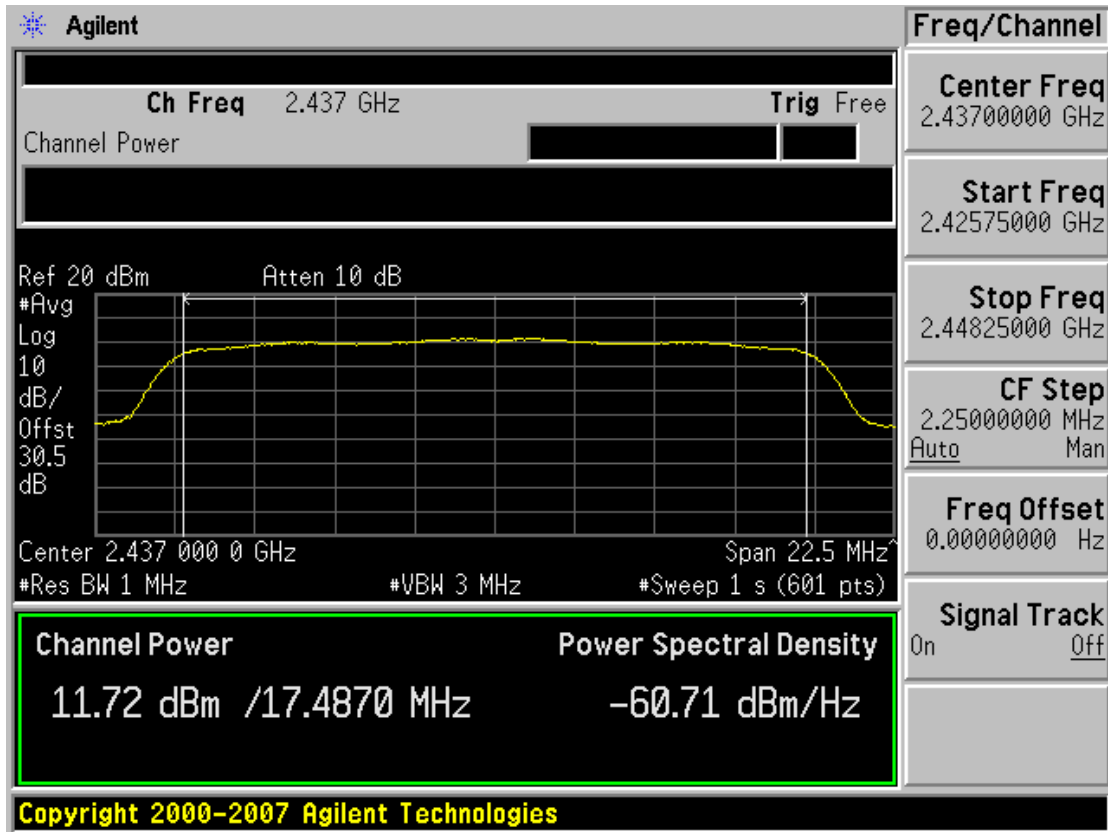 Agilent
Freq/Channel
Ch Freq 2.437 GHz Trig Free
Channel Power
Ref 20 dBm Atten 10 dB
#Avg
Log
10
dB/
Offst
30.5
dB
Center 2.437 000 0 GHz Span 22.5 MHz^
#Res BW 1 MHz #VBW 3 MHz #Sweep 1 s (601 pts)
Channel Power Power Spectral Density
11.72 dBm /17.4870 MHz -60.71 dBm/Hz
Copyright 2000-2007 Agilent Technologies
Center Freq
2.43700000 GHz
Start Freq
2.42575000 GHz
Stop Freq
2.44825000 GHz
CF Step
2.25000000 MHz
Auto Man
Freq Offset
0.00000000 Hz
Signal Track
On Off